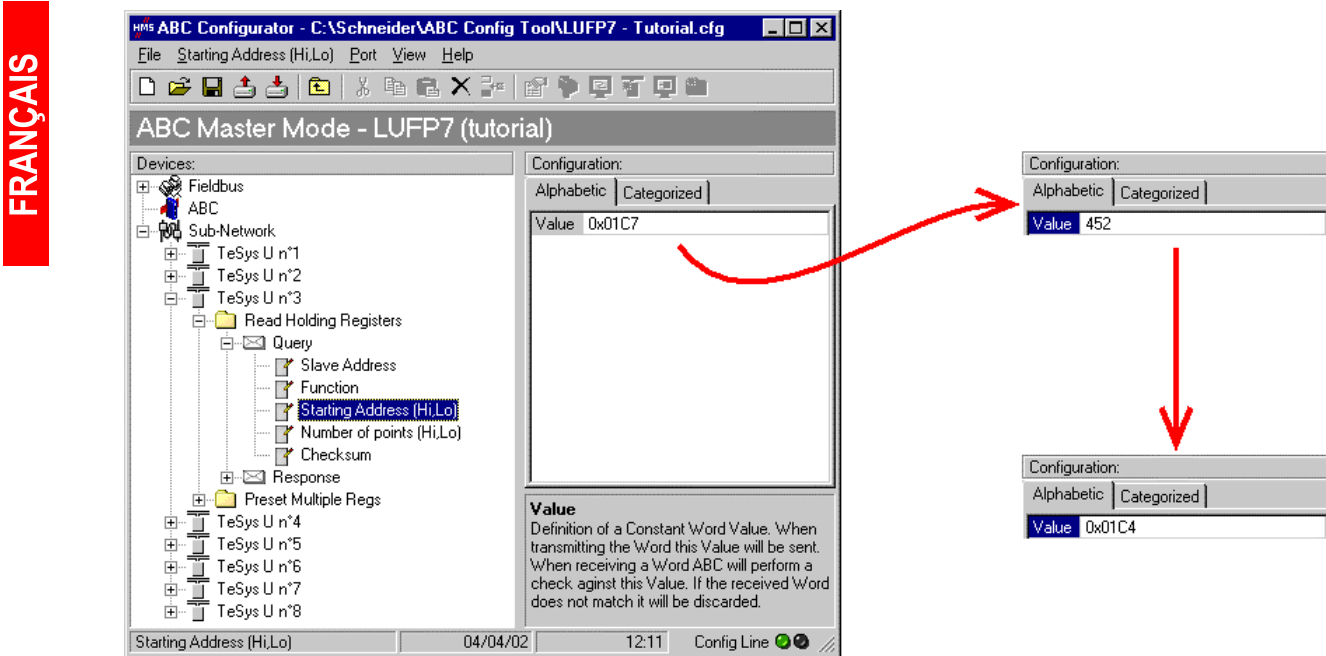 FRANÇAIS
HMS ABC Configurator - C:\Schneider\ABC Config Tool\LUFP7 - Tutorial.cfg
File Starting Address (Hi,Lo) Port View Help
ABC Master Mode - LUFP7 (tutorial)
Devices:
Fieldbus
ABC
Sub-Network
TeSys U n°1
TeSys U n°2
TeSys U n°3
Read Holding Registers
Query
Slave Address
Function
Starting Address (Hi,Lo)
Number of points (Hi,Lo)
Checksum
Response
Preset Multiple Regs
TeSys U n°4
TeSys U n°5
TeSys U n°6
TeSys U n°7
TeSys U n°8
Configuration:
Alphabetic Categorized
Value 0x01C7
Value
Definition of a Constant Word Value. When
transmitting the Word this Value will be sent.
When receiving a Word ABC will perform a
check aginst this Value. If the received Word
does not match it will be discarded.
Starting Address (Hi,Lo) 04/04/02 12:11 Config Line
Configuration:
Alphabetic Categorized
Value 452
Configuration:
Alphabetic Categorized
Value 0x01C4